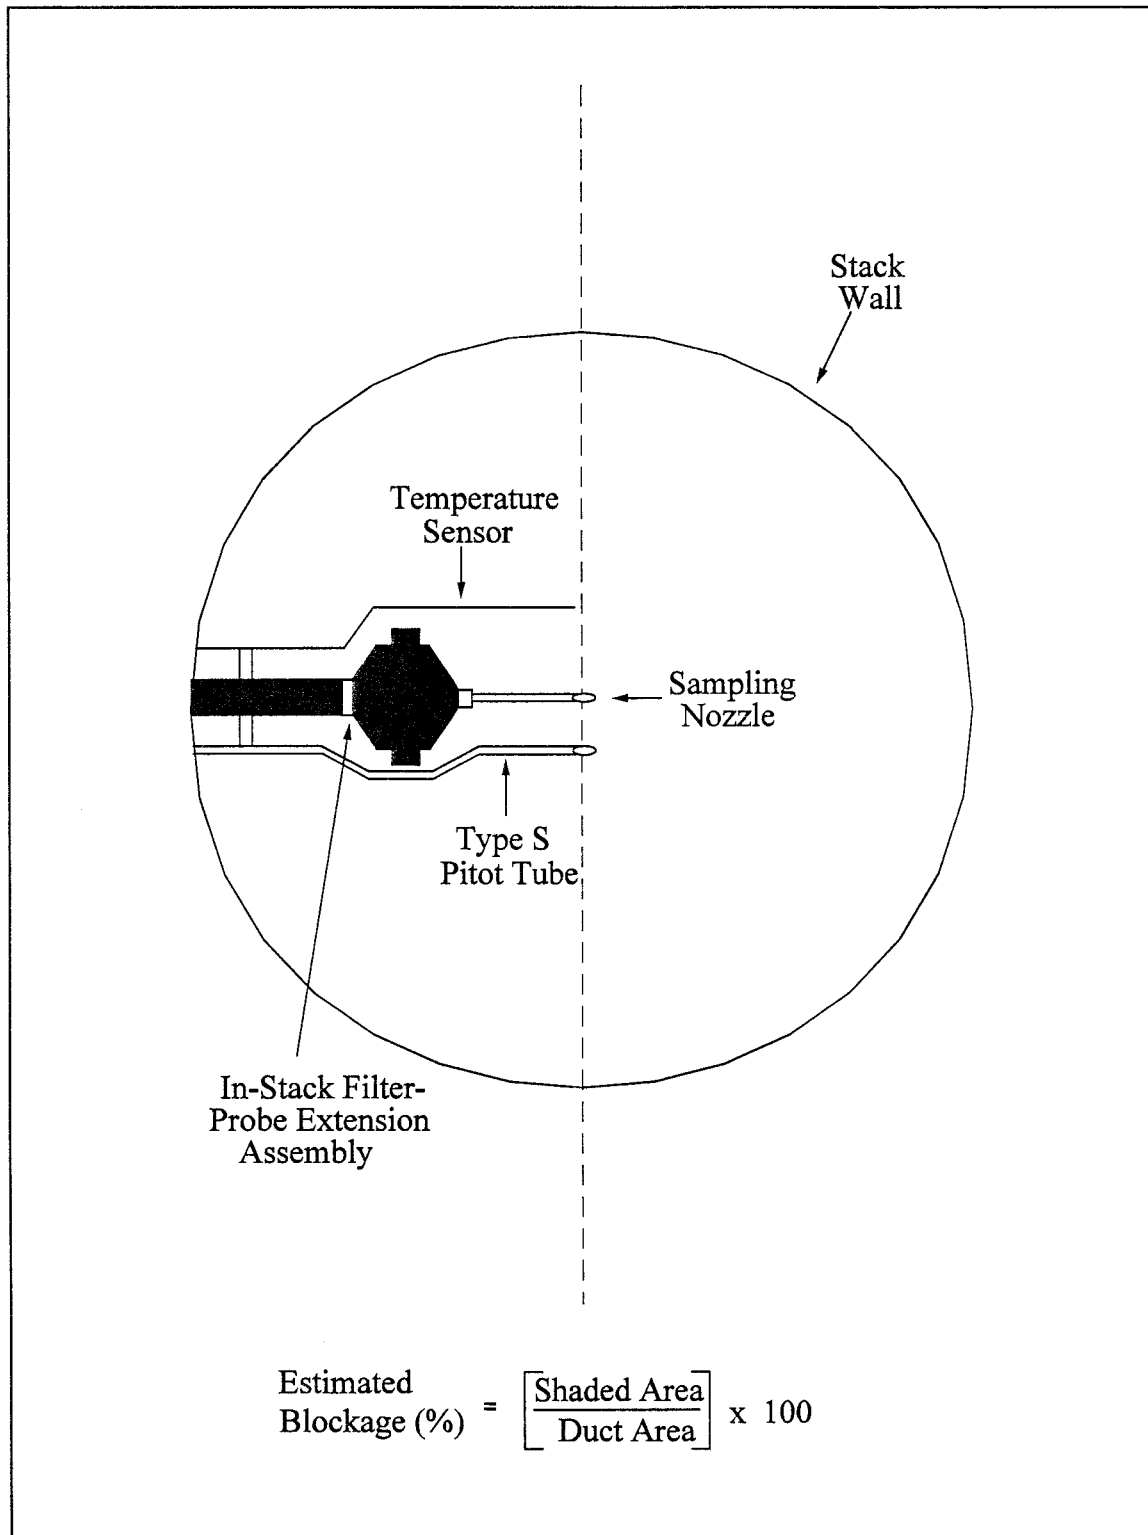 Stack
Wall
Temperature
Sensor
Sampling
Nozzle
Type S
Pitot Tube
In-Stack Filter-
Probe Extension
Assembly
Estimated
Blockage (%) = [Shaded Area / Duct Area] x 100